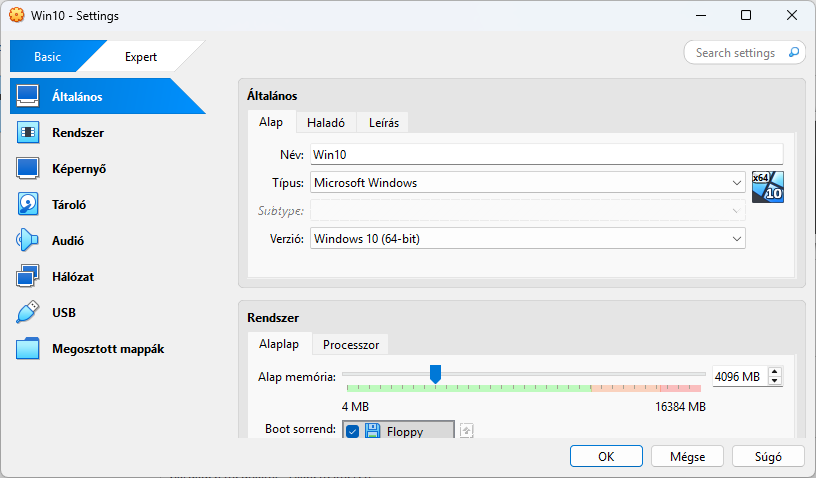 Win10 - Settings
Basic
Expert
Search settings
Általános
Rendszer
Képernyő
Tároló
Audió
Hálózat
USB
Megosztott mappák
Általános
Alap
Haladó
Leírás
Név: Win10
Típus: Microsoft Windows
x64
10
Subtype:
Verzió: Windows 10 (64-bit)
Rendszer
Alaplap
Processzor
Alap memória:
4096 MB
4 MB
16384 MB
Boot sorrend:
Floppy
OK
Mégse
Súgó